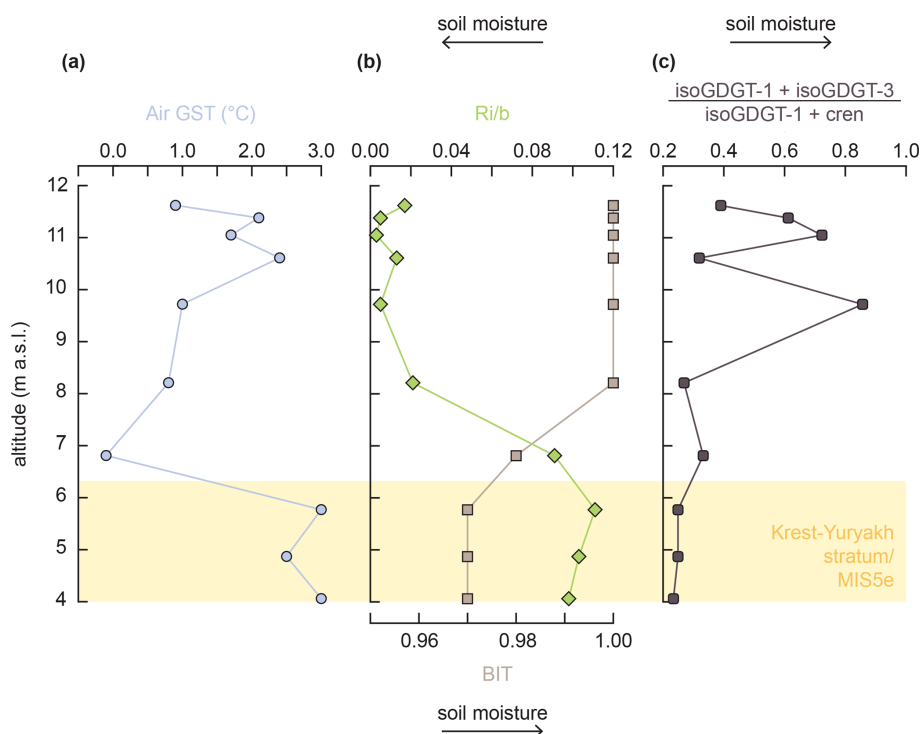 soil moisture
soil moisture
(a)
(b)
(c)
Air GST (°C)
Ri/b
isoGDGT-1 + isoGDGT-3
isoGDGT-1 + cren
0.0 1.0 2.0 3.0
0.00 0.04 0.08 0.12
0.2 0.4 0.6 0.8 1.0
altitude (m a.s.l.)
12
11
10
9
8
7
6
5
4
Krest-Yuryakh
stratum/
MIS5e
0.96 0.98 1.00
BIT
soil moisture